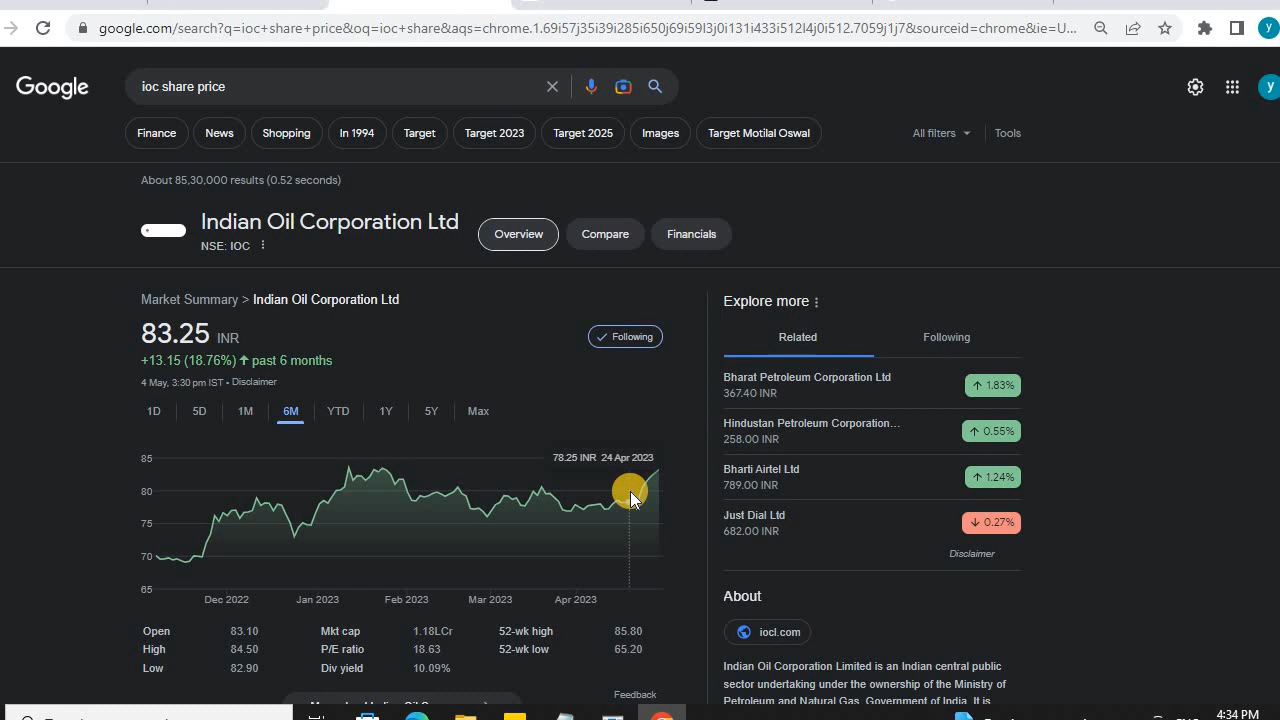 google.com/search?q=ioc+share+price&oq=ioc+share&aqs=chrome.1.69i57j35i39i285i650j69i59l3j0i131i433i512l4j0i512.7059j1j7&sourceid=chrome&ie=U...
y
Google
ioc share price
y
Finance News Shopping In 1994 Target Target 2023 Target 2025 Images Target Motilal Oswal All filters Tools
About 85,30,000 results (0.52 seconds)
Indian Oil Corporation Ltd
NSE: IOC
Overview Compare Financials
Market Summary > Indian Oil Corporation Ltd
83.25 INR
Following
+13.15 (18.76%) ↑ past 6 months
4 May, 3:30 pm IST • Disclaimer
1D 5D 1M 6M YTD 1Y 5Y Max
78.25 INR 24 Apr 2023
85
80
75
70
65
Dec 2022 Jan 2023 Feb 2023 Mar 2023 Apr 2023
Open 83.10 Mkt cap 1.18LCr 52-wk high 85.80
High 84.50 P/E ratio 18.63 52-wk low 65.20
Low 82.90 Div yield 10.09%
Feedback
Explore more
Related Following
Bharat Petroleum Corporation Ltd
367.40 INR
↑ 1.83%
Hindustan Petroleum Corporation...
258.00 INR
↑ 0.55%
Bharti Airtel Ltd
789.00 INR
↑ 1.24%
Just Dial Ltd
682.00 INR
↓ 0.27%
Disclaimer
About
iocl.com
Indian Oil Corporation Limited is an Indian central public
sector undertaking under the ownership of the Ministry of
Petroleum and Natural Gas, Government of India. It is
4:34 PM